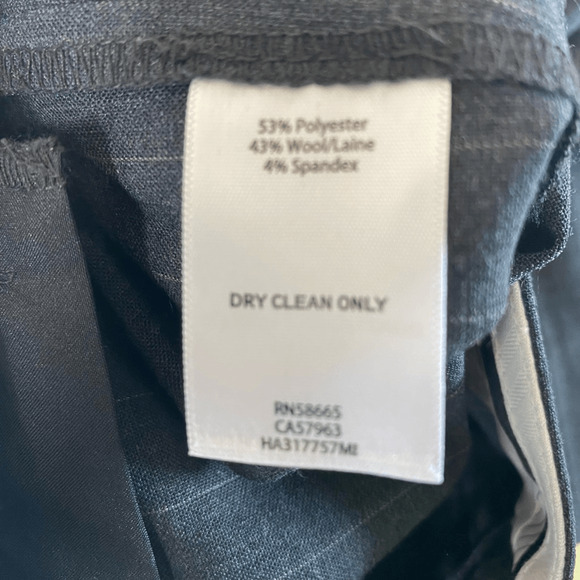 53% Polyester
43% Wool/Laine
4% Spandex
DRY CLEAN ONLY
RN58665
CA57963
HA317757MI